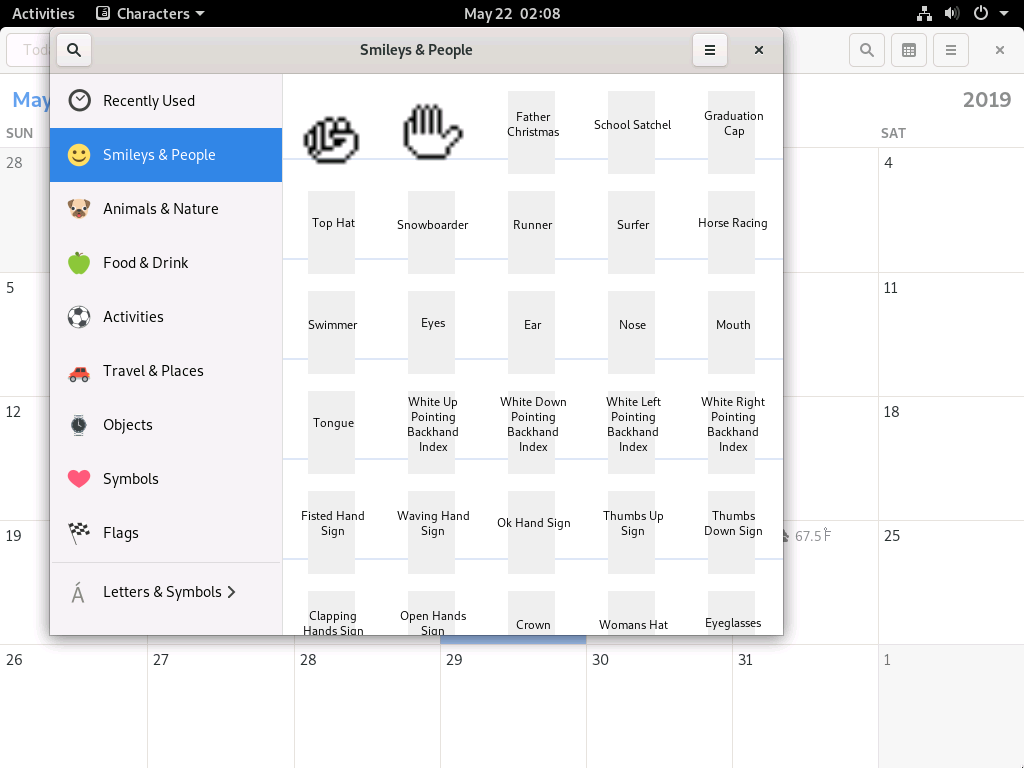 Activities
Characters
May 22 02:08
Smileys & People
May
2019
SUN
SAT
Recently Used
Smileys & People
Animals & Nature
Food & Drink
Activities
Travel & Places
Objects
Symbols
Flags
Á
Letters & Symbols
Father
Christmas
School Satchel
Graduation
Cap
Top Hat
Snowboarder
Runner
Surfer
Horse Racing
Swimmer
Eyes
Ear
Nose
Mouth
Tongue
White Up
Pointing
Backhand
Index
White Down
Pointing
Backhand
Index
White Left
Pointing
Backhand
Index
White Right
Pointing
Backhand
Index
Fisted Hand
Sign
Waving Hand
Sign
Ok Hand Sign
Thumbs Up
Sign
Thumbs
Down Sign
Clapping
Hands Sign
Open Hands
Sign
Crown
Womans Hat
Eyeglasses
28
4
5
11
12
18
19
67.5 °F
25
26
27
28
29
30
31
1